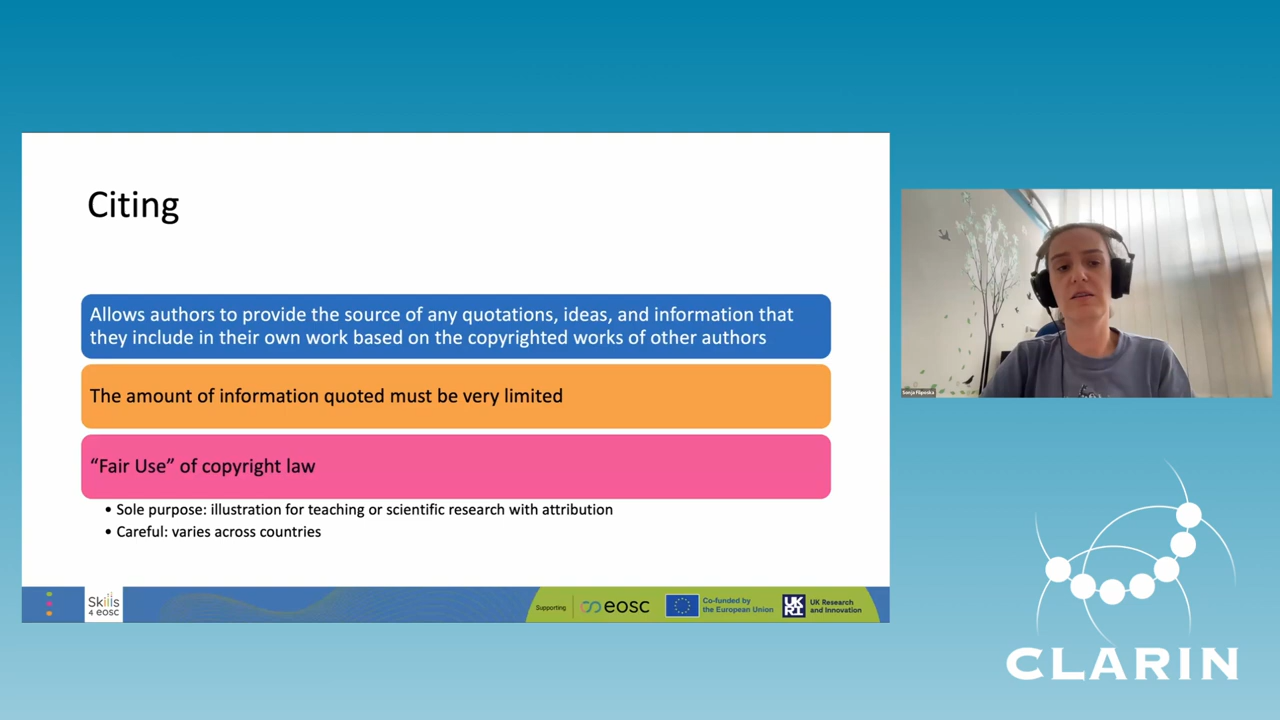 Citing
Allows authors to provide the source of any quotations, ideas, and information that
they include in their own work based on the copyrighted works of other authors
The amount of information quoted must be very limited
“Fair Use” of copyright law
• Sole purpose: illustration for teaching or scientific research with attribution
• Careful: varies across countries
Skills
4 eosc
Supporting
eosc
Co-funded by
the European Union
UKRI
UK Research
and Innovation
Sonja Filiposka
CLARIN